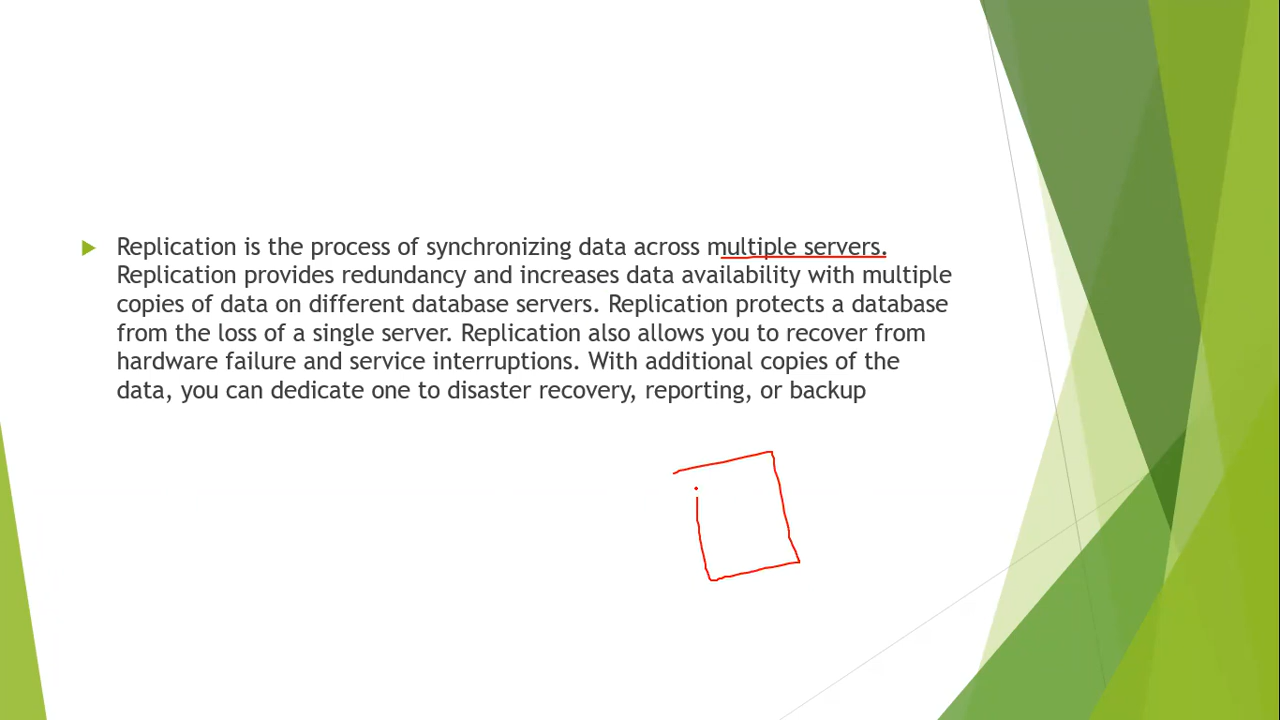 Replication is the process of synchronizing data across multiple servers.
Replication provides redundancy and increases data availability with multiple
copies of data on different database servers. Replication protects a database
from the loss of a single server. Replication also allows you to recover from
hardware failure and service interruptions. With additional copies of the
data, you can dedicate one to disaster recovery, reporting, or backup